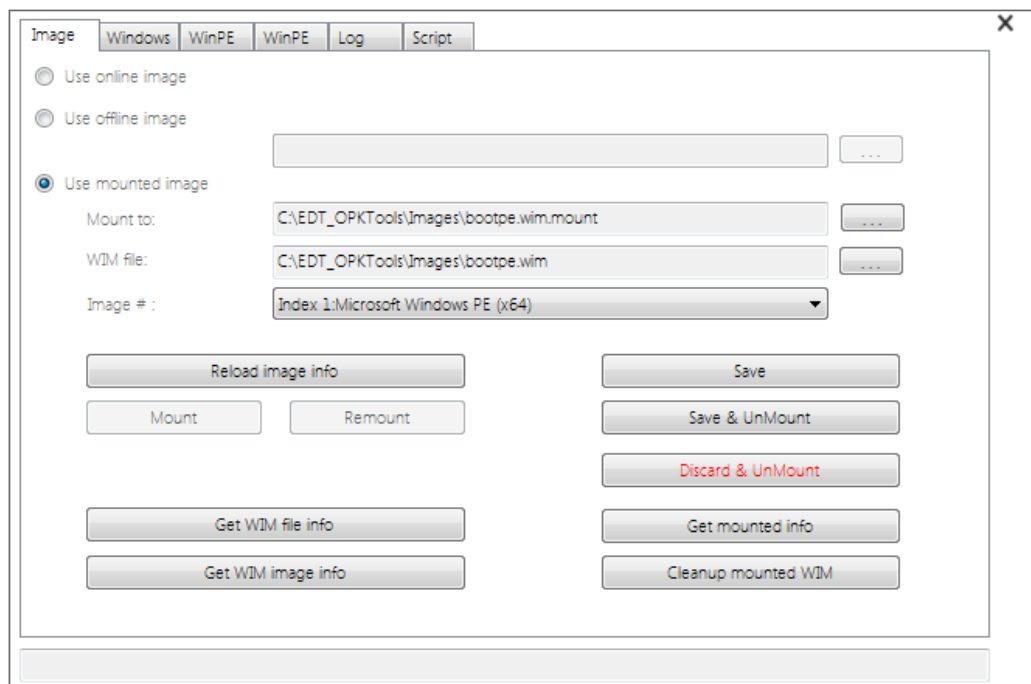 Image Windows WinPE WinPE Log Script
Use online image
Use offline image
...
Use mounted image
Mount to: C:\EDT_OPKTools\Images\bootpe.wim.mount ...
WIM file: C:\EDT_OPKTools\Images\bootpe.wim ...
Image # : Index 1:Microsoft Windows PE (x64)
Reload image info Save
Mount Remount Save & UnMount
Discard & UnMount
Get WIM file info Get mounted info
Get WIM image info Cleanup mounted WIM